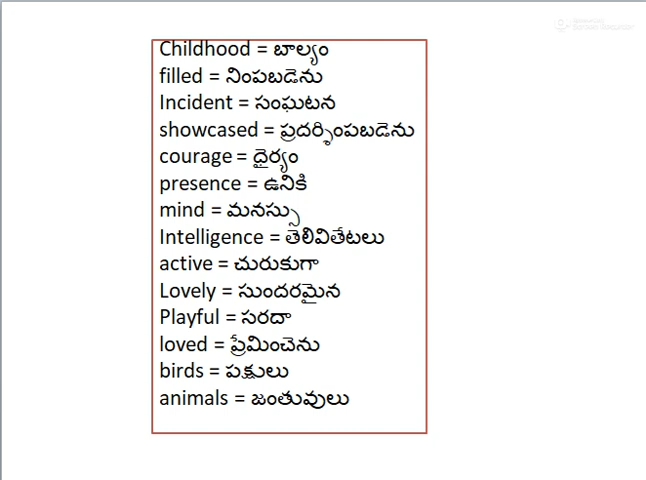 Childhood = బాల్యం
filled = నింపబడెను
Incident = సంఘటన
showcased = ప్రదర్శింపబడెను
courage = ధైర్యం
presence = ఉనికి
mind = మనస్సు
Intelligence = తెలివితేటలు
active = చురుకుగా
Lovely = సుందరమైన
Playful = సరదా
loved = ప్రేమించెను
birds = పక్షులు
animals = జంతువులు